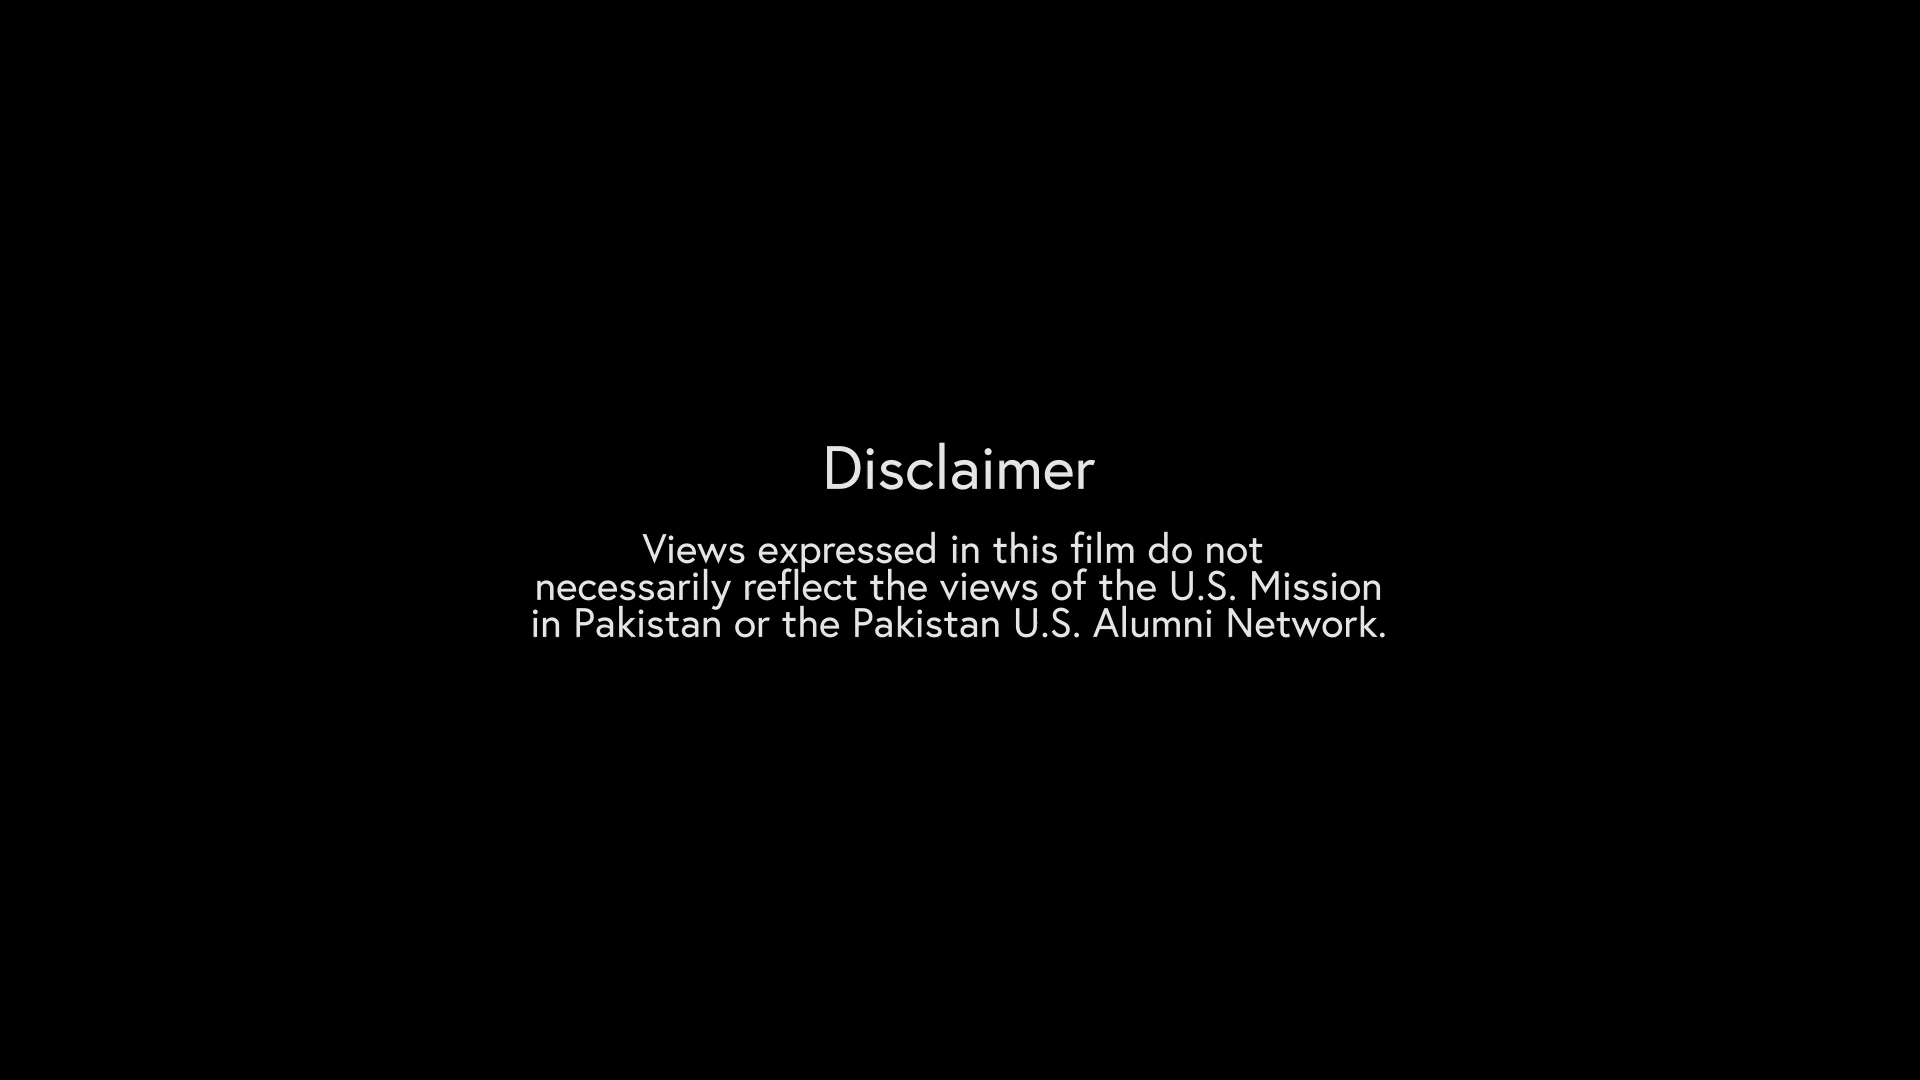 Disclaimer
Views expressed in this film do not
necessarily reflect the views of the U.S. Mission
in Pakistan or the Pakistan U.S. Alumni Network.